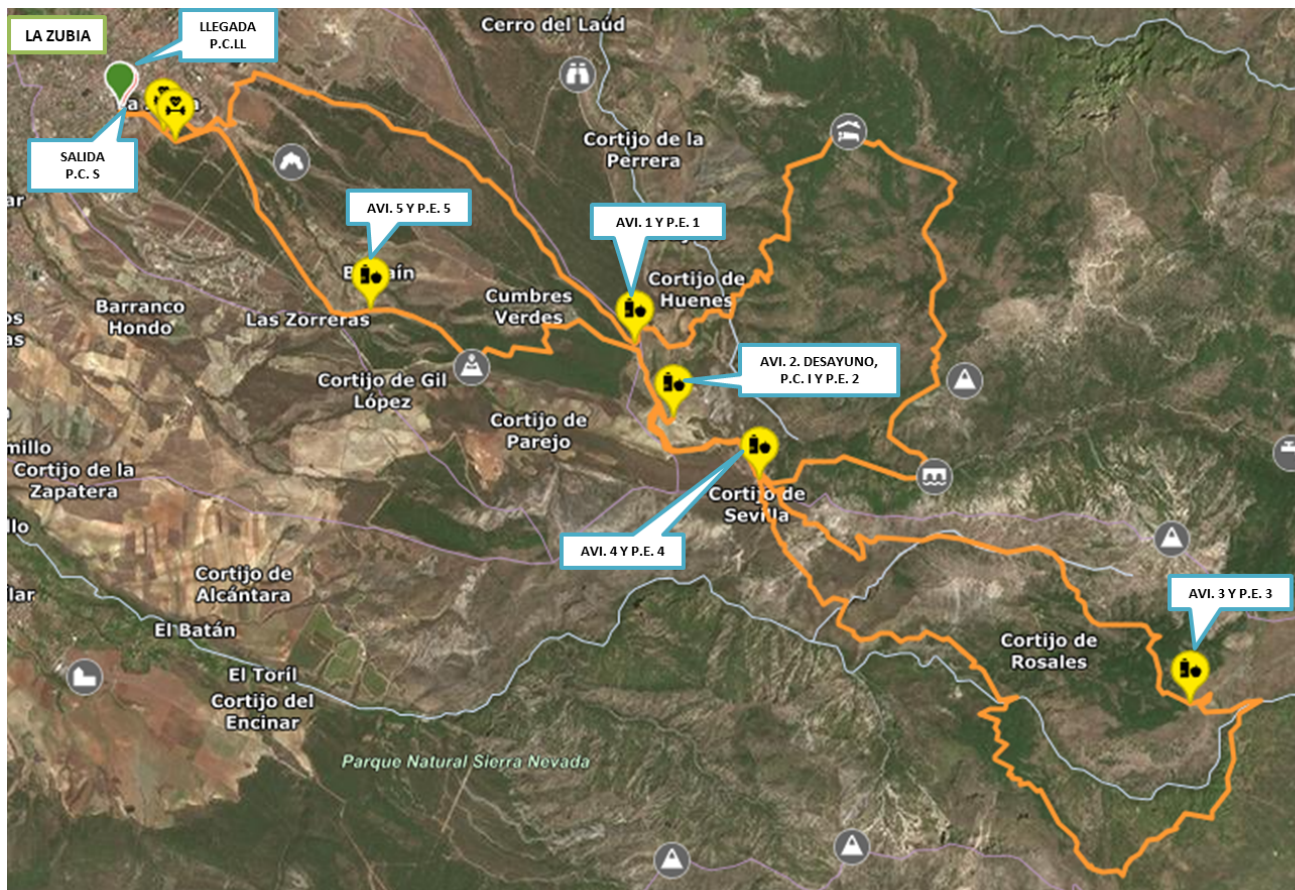 LA ZUBIA
LLEGADA
P.C.LL
Cerro del Laúd
SALIDA
P.C. S
Cortijo de la
Perrera
AVI. 5 Y P.E. 5
AVI. 1 Y P.E. 1
Cortijo de
Huenes
Cumbres
Verdes
Barranco
Hondo
Las Zorreras
AVI. 2. DESAYUNO,
P.C. I Y P.E. 2
Cortijo de Gil
López
Cortijo de
Parejo
Cortijo de la
Zapatera
Cortijo de
Sevilla
AVI. 4 Y P.E. 4
Cortijo de
Alcántara
AVI. 3 Y P.E. 3
El Batán
Cortijo de
Rosales
El Toríl
Cortijo del
Encinar
Parque Natural Sierra Nevada